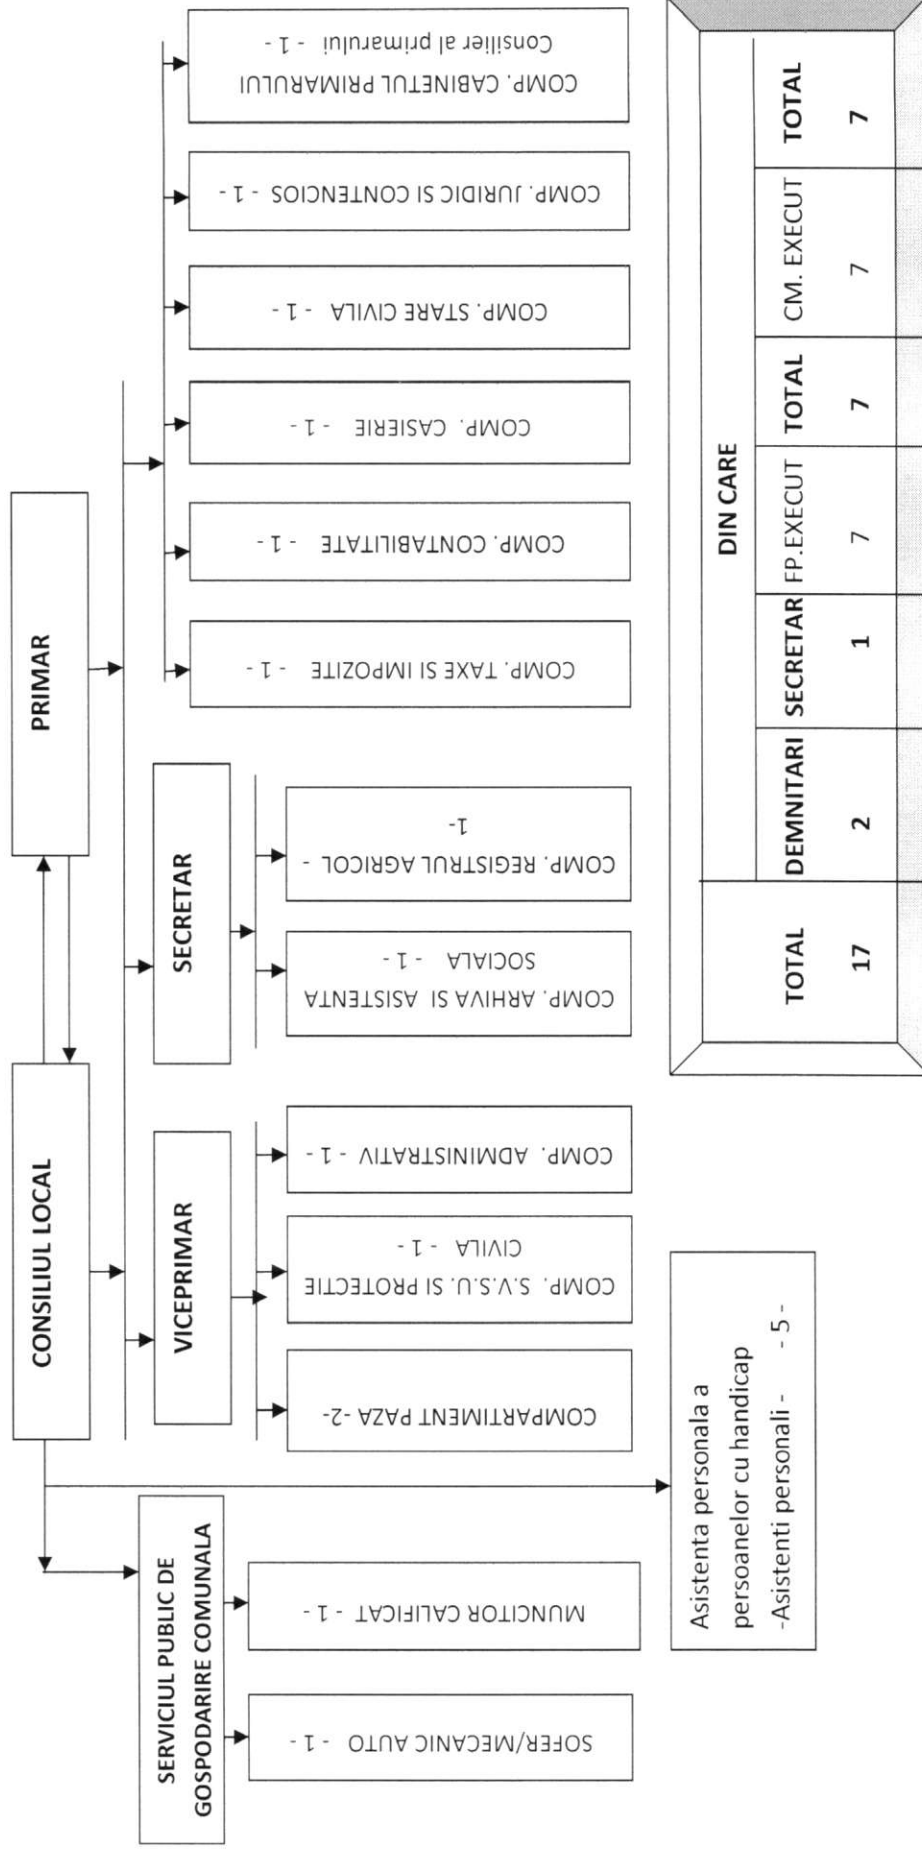 CONSILIUL LOCAL
PRIMAR
SERVICIUL PUBLIC DE
GOSPODARIRE COMUNALA
VICEPRIMAR
SECRETAR
SOFER/MECANIC AUTO - 1 -
MUNCITOR CALIFICAT - 1 -
COMPARTIMENT PAZA -2-
COMP. S.V.S.U. SI PROTECTIE
CIVILA - 1 -
COMP. ADMINISTRATIV - 1 -
COMP. ARHIVA SI ASISTENTA
SOCIALA - 1 -
COMP. REGISTRUL AGRICOL -
1-
COMP. TAXE SI IMPOZITE - 1 -
COMP. CONTABILITATE - 1 -
COMP. CASIERIE - 1 -
COMP. STARE CIVILA - 1 -
COMP. JURIDIC SI CONTENCIOS - 1 -
COMP. CABINETUL PRIMARULUI
Consilier al primarului - 1 -
Asistenta personala a
persoanelor cu handicap
-Asistenti personali - - 5 -
DIN CARE
TOTAL DEMNITARI SECRETAR FP.EXECUT TOTAL CM. EXECUT TOTAL
17 2 1 7 7 7 7